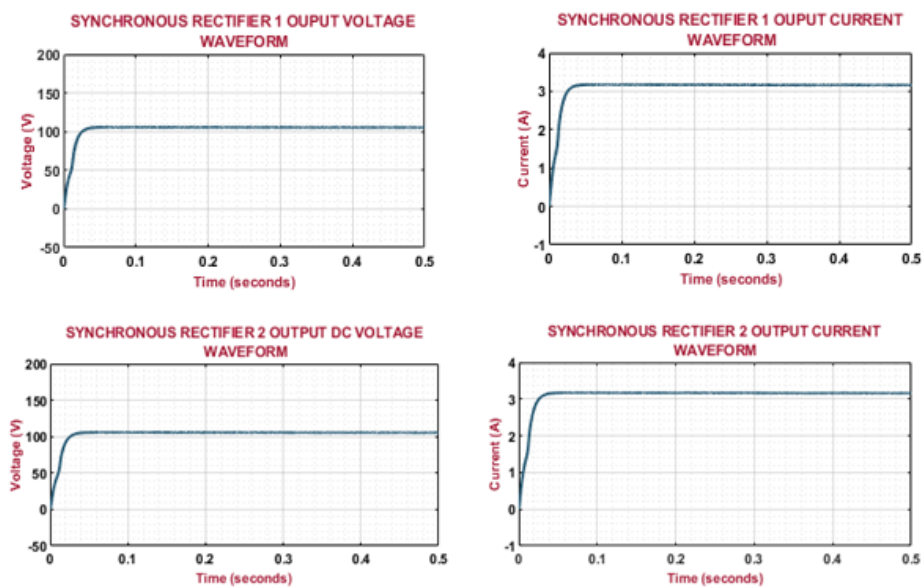 SYNCHRONOUS RECTIFIER 1 OUPUT VOLTAGE
WAVEFORM
200
150
100
50
0
-50
Voltage (V)
0 0.1 0.2 0.3 0.4 0.5
Time (seconds)
SYNCHRONOUS RECTIFIER 1 OUPUT CURRENT
WAVEFORM
4
3
2
1
0
-1
Current (A)
0 0.1 0.2 0.3 0.4 0.5
Time (seconds)
SYNCHRONOUS RECTIFIER 2 OUTPUT DC VOLTAGE
WAVEFORM
200
150
100
50
0
-50
Voltage (V)
0 0.1 0.2 0.3 0.4 0.5
Time (seconds)
SYNCHRONOUS RECTIFIER 2 OUTPUT CURRENT
WAVEFORM
4
3
2
1
0
-1
Current (A)
0 0.1 0.2 0.3 0.4 0.5
Time (seconds)